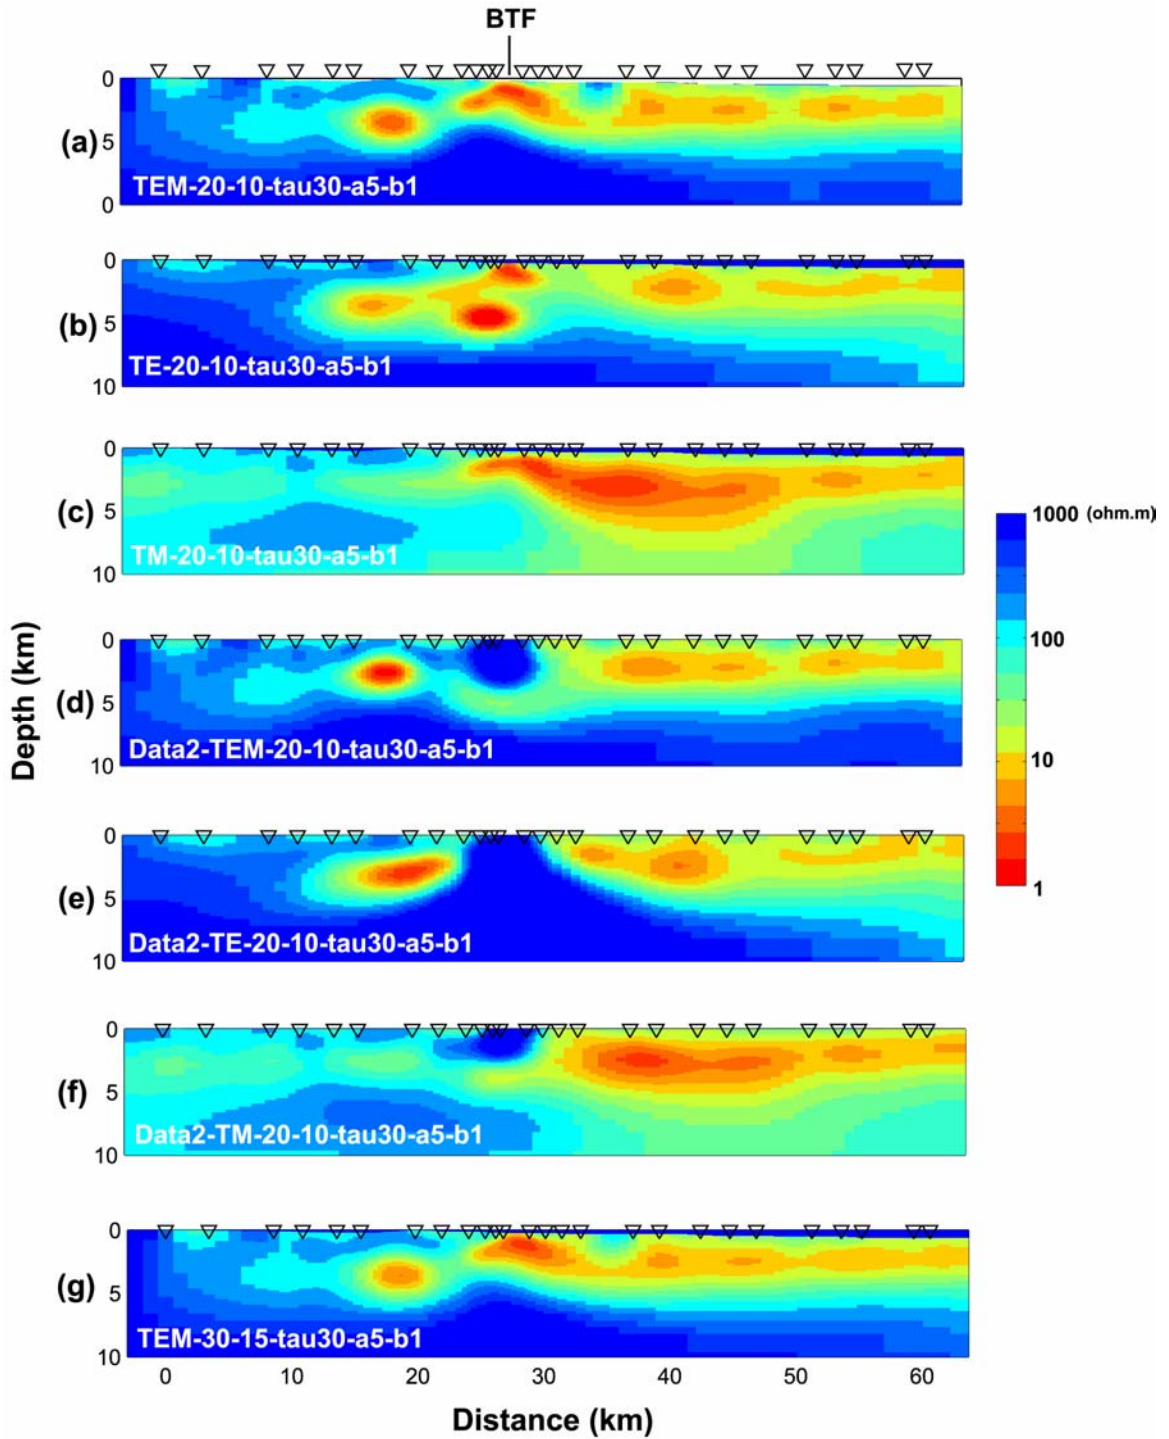 BTF
0
(a) 5
0
TEM-20-10-tau30-a5-b1
0
(b) 5
10
TE-20-10-tau30-a5-b1
0
(c) 5
10
TM-20-10-tau30-a5-b1
0
(d) 5
10
Data2-TEM-20-10-tau30-a5-b1
0
(e) 5
10
Data2-TE-20-10-tau30-a5-b1
0
(f) 5
10
Data2-TM-20-10-tau30-a5-b1
0
(g) 5
10
TEM-30-15-tau30-a5-b1
0 10 20 30 40 50 60
Distance (km)
Depth (km)
1000 (ohm.m)
100
10
1